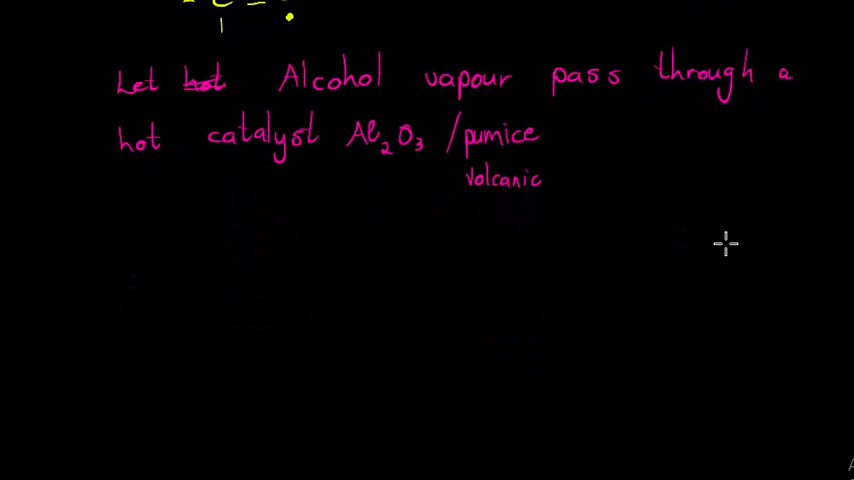 Let hot Alcohol vapour pass through a
hot catalyst Al₂O₃ /pumice
volcanic